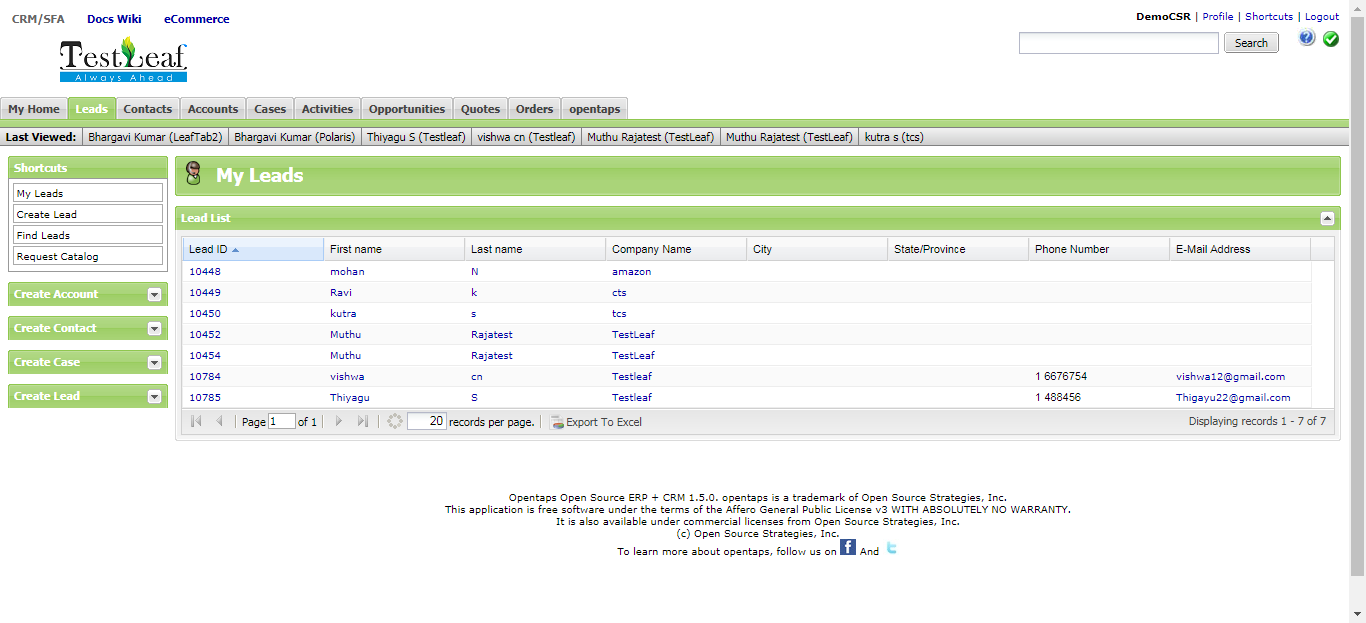 CRM/SFA Docs Wiki eCommerce
DemoCSR | Profile | Shortcuts | Logout
TestLeaf
Always Ahead
Search
My Home Leads Contacts Accounts Cases Activities Opportunities Quotes Orders opentaps
Last Viewed: Bhargavi Kumar (LeafTab2) Bhargavi Kumar (Polaris) Thiyagu S (Testleaf) vishwa cn (Testleaf) Muthu Rajatest (TestLeaf) Muthu Rajatest (TestLeaf) kutra s (tcs)
Shortcuts
My Leads
Create Lead
Find Leads
Request Catalog
Create Account
Create Contact
Create Case
Create Lead
My Leads
Lead List
Lead ID First name Last name Company Name City State/Province Phone Number E-Mail Address
10448 mohan N amazon
10449 Ravi k cts
10450 kutra s tcs
10452 Muthu Rajatest TestLeaf
10454 Muthu Rajatest TestLeaf
10784 vishwa cn Testleaf 1 6676754 vishwa12@gmail.com
10785 Thiyagu S Testleaf 1 488456 Thigayu22@gmail.com
Page 1 of 1 20 records per page. Export To Excel Displaying records 1 - 7 of 7
Opentaps Open Source ERP + CRM 1.5.0. opentaps is a trademark of Open Source Strategies, Inc.
This application is free software under the terms of the Affero General Public License v3 WITH ABSOLUTELY NO WARRANTY.
It is also available under commercial licenses from Open Source Strategies, Inc.
(c) Open Source Strategies, Inc.
To learn more about opentaps, follow us on f And t